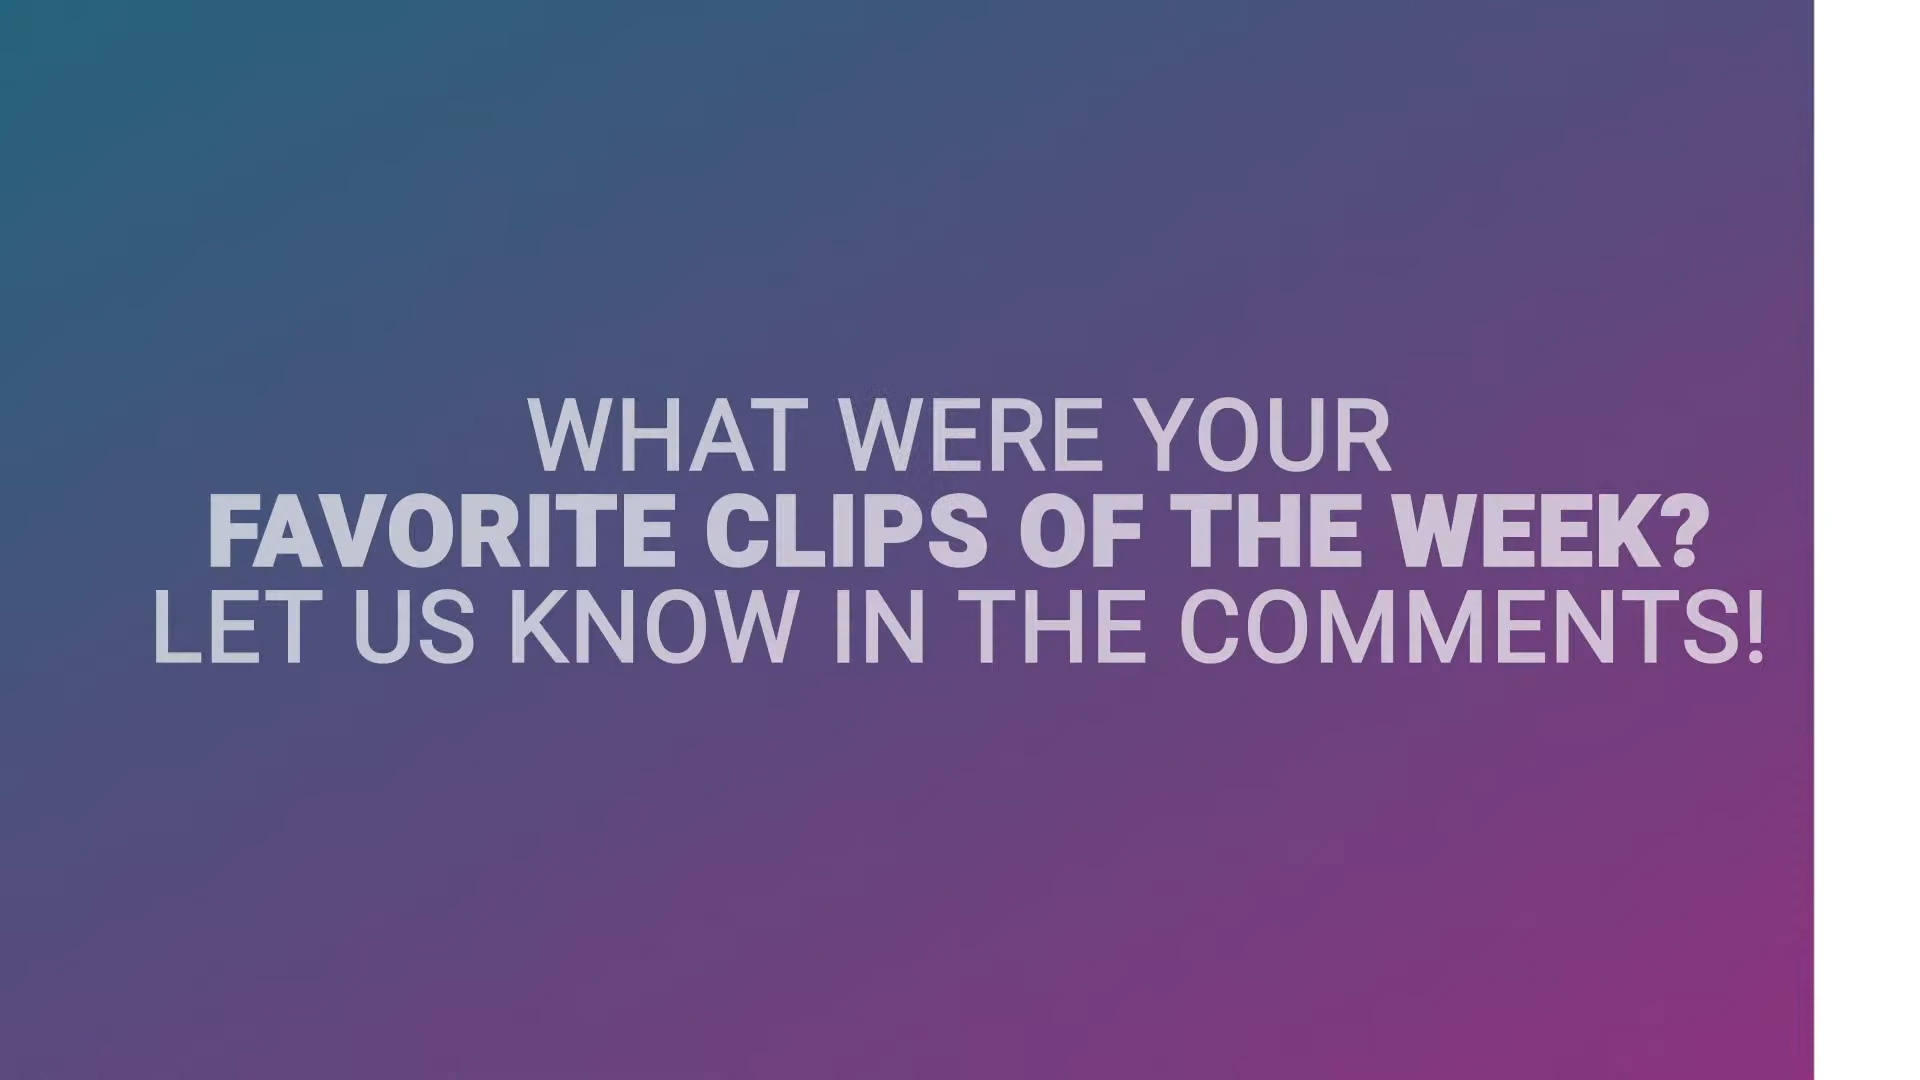 WHAT WERE YOUR
FAVORITE CLIPS OF THE WEEK?
LET US KNOW IN THE COMMENTS!